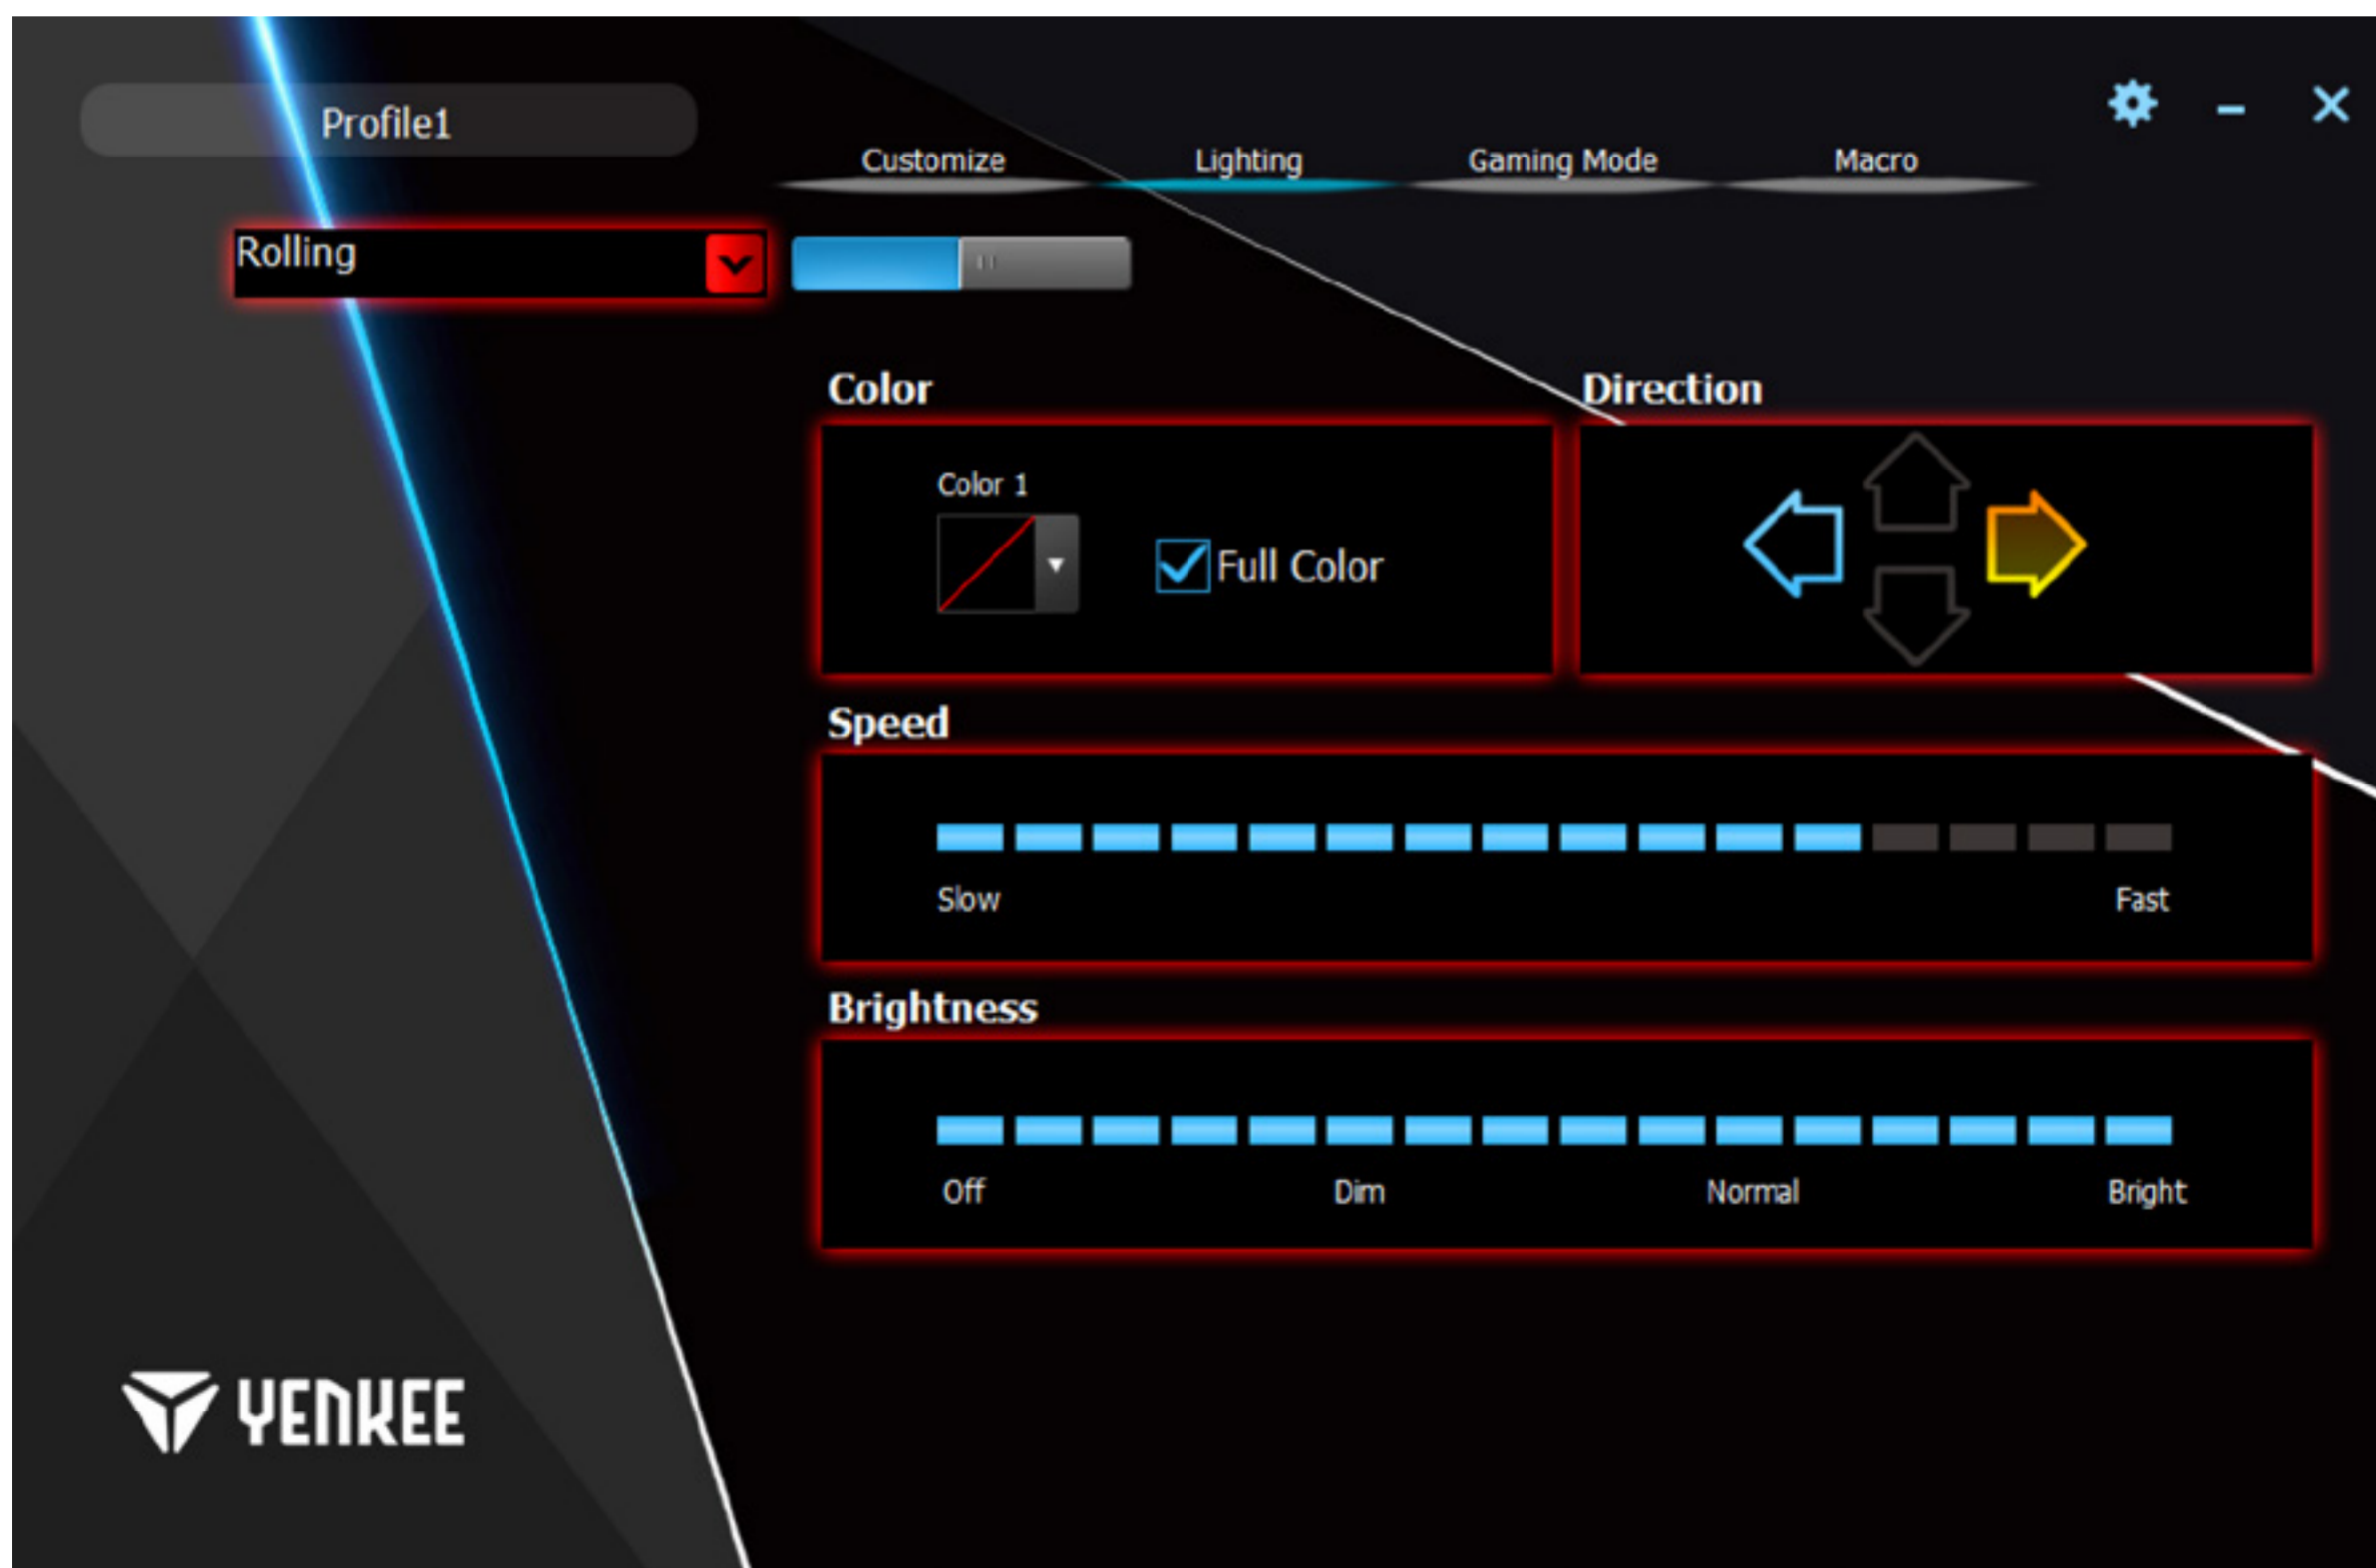 Profile1
Customize Lighting Gaming Mode Macro
Rolling
Color
Direction
Color 1
Full Color
Speed
Slow Fast
Brightness
Off Dim Normal Bright
YENKEE